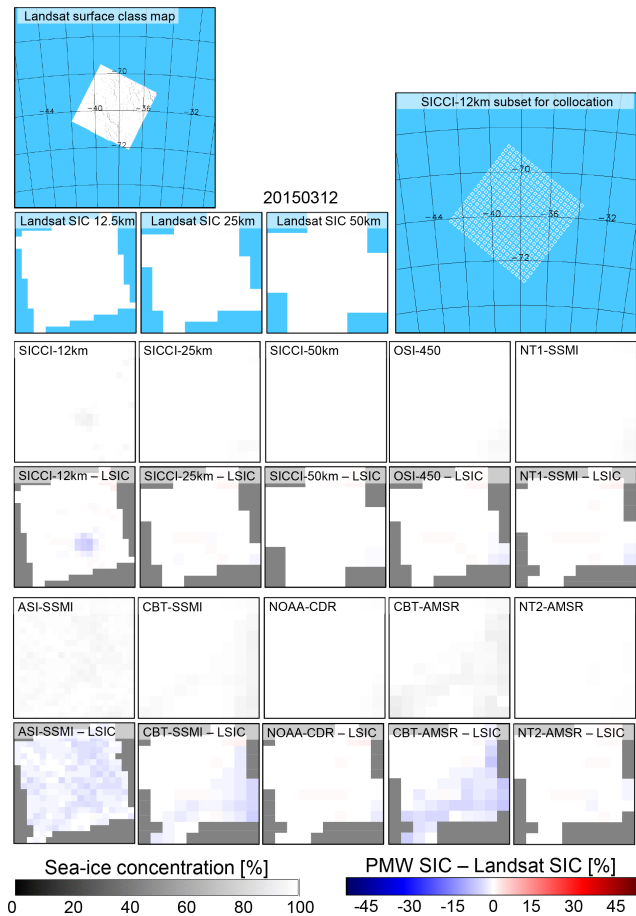 Landsat surface class map
-70
-44
-40
-36
-32
-72
SICCI-12km subset for collocation
-70
-44
-40
-36
-32
-72
20150312
Landsat SIC 12.5km
Landsat SIC 25km
Landsat SIC 50km
SICCI-12km
SICCI-25km
SICCI-50km
OSI-450
NT1-SSMI
SICCI-12km – LSIC
SICCI-25km – LSIC
SICCI-50km – LSIC
OSI-450 – LSIC
NT1-SSMI – LSIC
ASI-SSMI
CBT-SSMI
NOAA-CDR
CBT-AMSR
NT2-AMSR
ASI-SSMI – LSIC
CBT-SSMI – LSIC
NOAA-CDR – LSIC
CBT-AMSR – LSIC
NT2-AMSR – LSIC
Sea-ice concentration [%]
0 20 40 60 80 100
PMW SIC – Landsat SIC [%]
-45 -30 -15 0 15 30 45